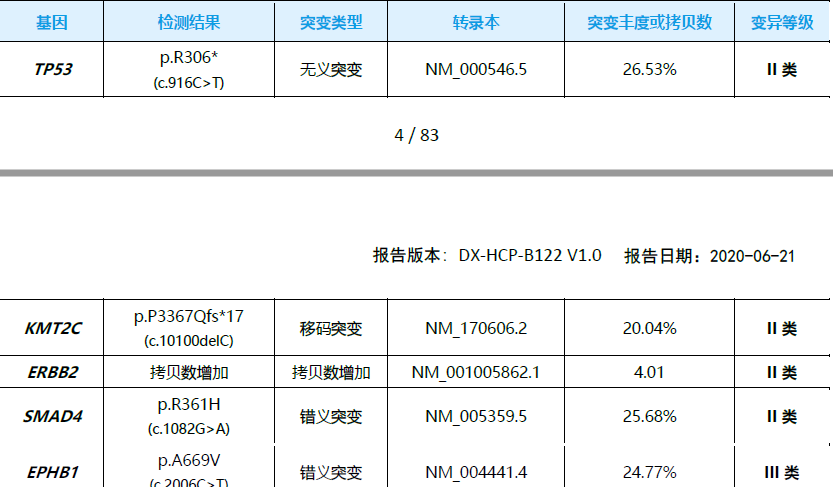 基因 检测结果 突变类型 转录本 突变丰度或拷贝数 变异等级
TP53 p.R306* (c.916C>T) 无义突变 NM_000546.5 26.53% II 类
4 / 83
报告版本：DX-HCP-B122 V1.0 报告日期：2020-06-21
KMT2C p.P3367Qfs*17 (c.10100delC) 移码突变 NM_170606.2 20.04% II 类
ERBB2 拷贝数增加 拷贝数增加 NM_001005862.1 4.01 II 类
SMAD4 p.R361H (c.1082G>A) 错义突变 NM_005359.5 25.68% II 类
EPHB1 p.A669V (c.2006C>T) 错义突变 NM_004441.4 24.77% III 类